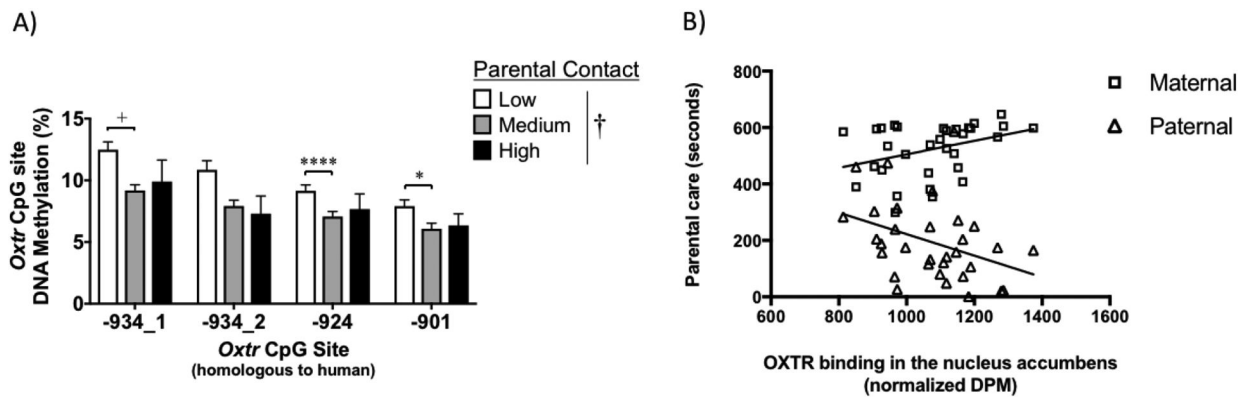 A)
Parental Contact
Low
Medium
High
†
+
****
*
15
10
5
0
Oxtr CpG site
DNA Methylation (%)
-934_1 -934_2 -924 -901
Oxtr CpG Site
(homologous to human)
B)
Maternal
Paternal
800
600
400
200
0
Parental care (seconds)
600 800 1000 1200 1400 1600
OXTR binding in the nucleus accumbens
(normalized DPM)